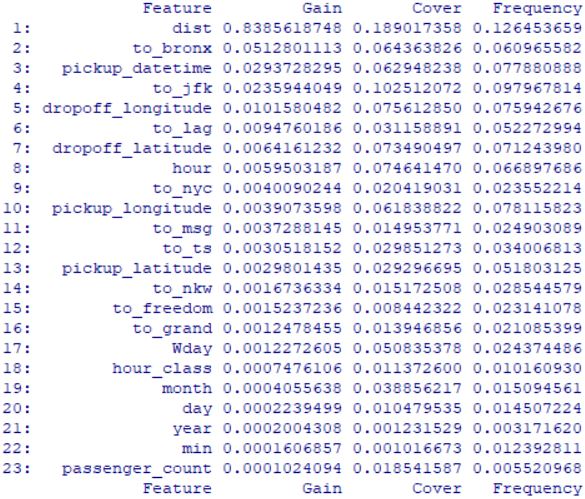 Feature Gain Cover Frequency
1: dist 0.8385618748 0.189017358 0.126453659
2: to_bronx 0.0512801113 0.064363826 0.060965582
3: pickup_datetime 0.0293728295 0.062948238 0.077880888
4: to_jfk 0.0235944049 0.102512072 0.097967814
5: dropoff_longitude 0.0101580482 0.075612850 0.075942676
6: to_lag 0.0094760186 0.031158891 0.052272994
7: dropoff_latitude 0.0064161232 0.073490497 0.071243980
8: hour 0.0059503187 0.074641470 0.066897686
9: to_nyc 0.0040090244 0.020419031 0.023552214
10: pickup_longitude 0.0039073598 0.061838822 0.078115823
11: to_msg 0.0037288145 0.014953771 0.024903089
12: to_ts 0.0030518152 0.029851273 0.034006813
13: pickup_latitude 0.0029801435 0.029296695 0.051803125
14: to_nkw 0.0016736334 0.015172508 0.028544579
15: to_freedom 0.0015237236 0.008442322 0.023141078
16: to_grand 0.0012478455 0.013946856 0.021085399
17: Wday 0.0012272605 0.050835378 0.024374486
18: hour_class 0.0007476106 0.011372600 0.010160930
19: month 0.0004055638 0.038856217 0.015094561
20: day 0.0002239499 0.010479535 0.014507224
21: year 0.0002004308 0.001231529 0.003171620
22: min 0.0001606857 0.001016673 0.012392811
23: passenger_count 0.0001024094 0.018541587 0.005520968
Feature Gain Cover Frequency